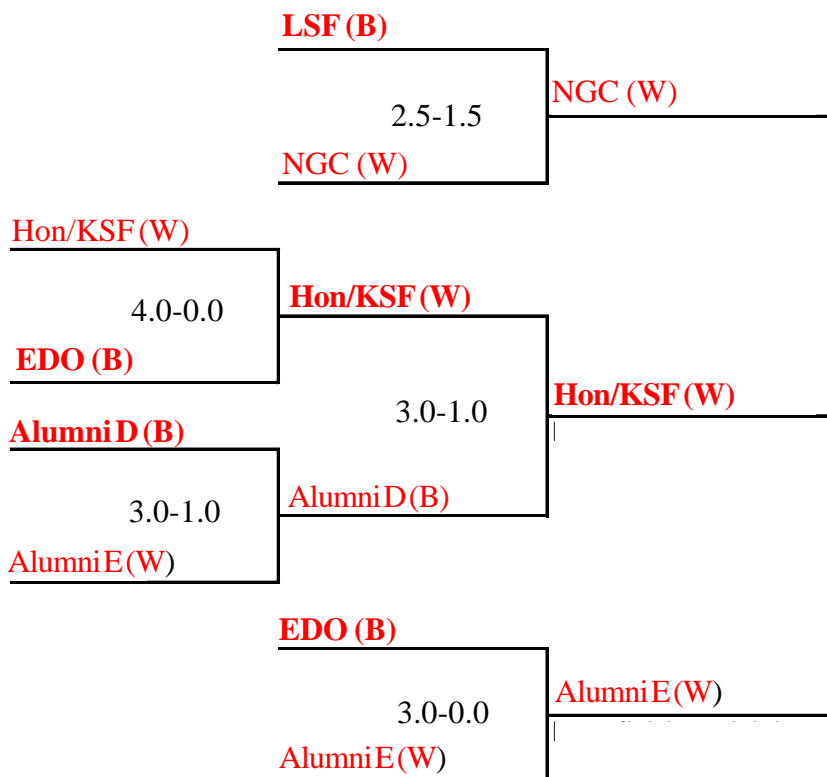 LSF (B)
NGC (W)
2.5-1.5
NGC (W)
Hon/KSF (W)
4.0-0.0
Hon/KSF (W)
EDO (B)
3.0-1.0
Hon/KSF (W)
Alumni D (B)
3.0-1.0
Alumni D (B)
Alumni E (W)
EDO (B)
3.0-0.0
Alumni E (W)
Alumni E (W)